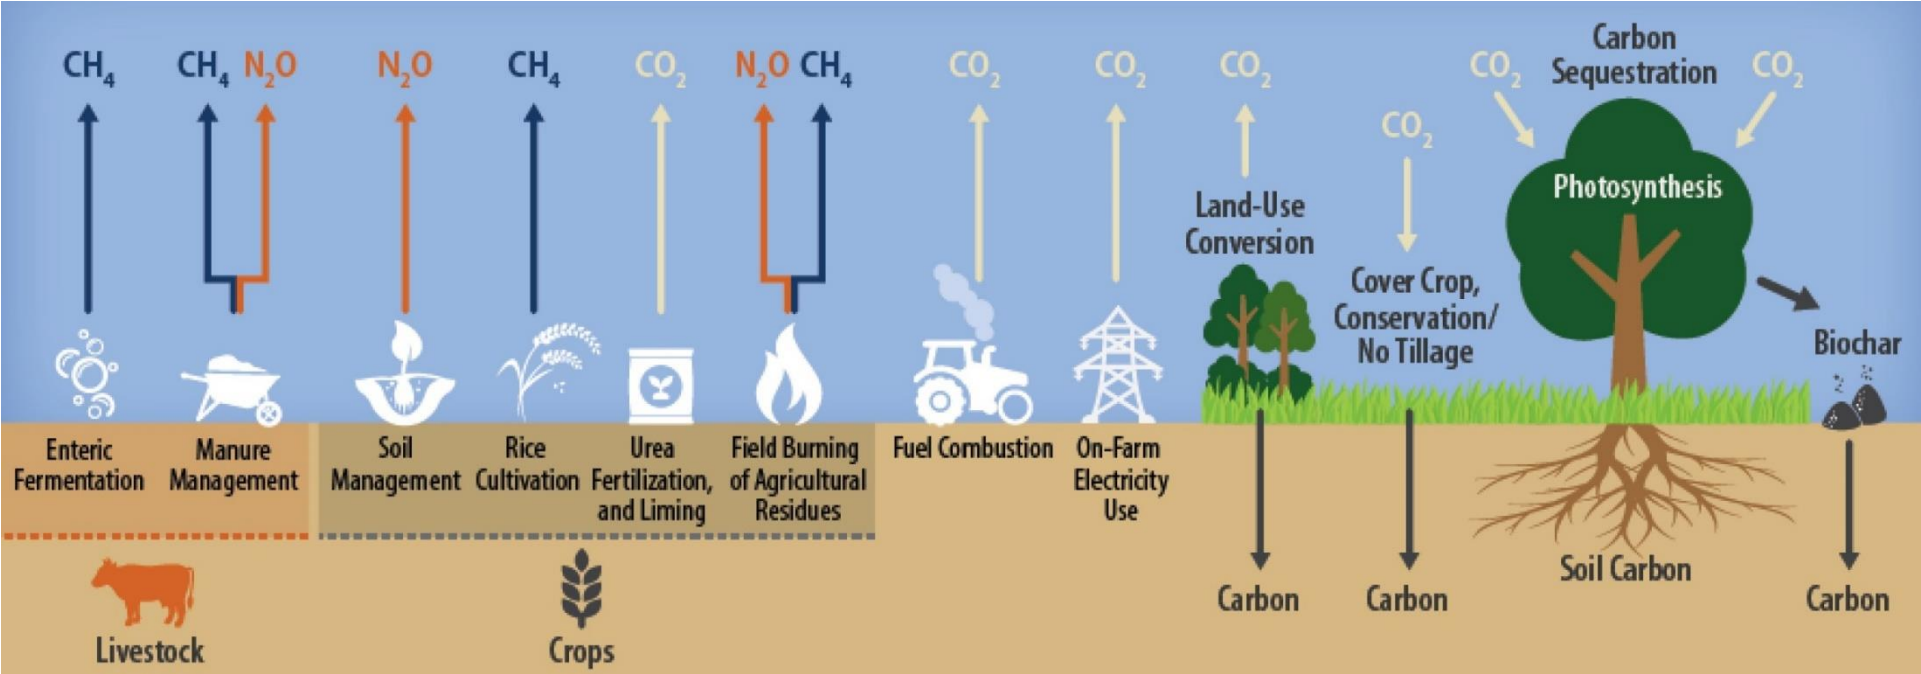 CH₄
CH₄ N₂O
N₂O
CH₄
CO₂
N₂O CH₄
CO₂
CO₂
CO₂
CO₂
CO₂
Carbon
Sequestration
CO₂
Photosynthesis
Land-Use
Conversion
Cover Crop,
Conservation/
No Tillage
Biochar
Enteric
Fermentation
Manure
Management
Soil
Management
Rice
Cultivation
Urea
Fertilization,
and Liming
Field Burning
of Agricultural
Residues
Fuel Combustion
On-Farm
Electricity
Use
Livestock
Crops
Carbon
Carbon
Soil Carbon
Carbon